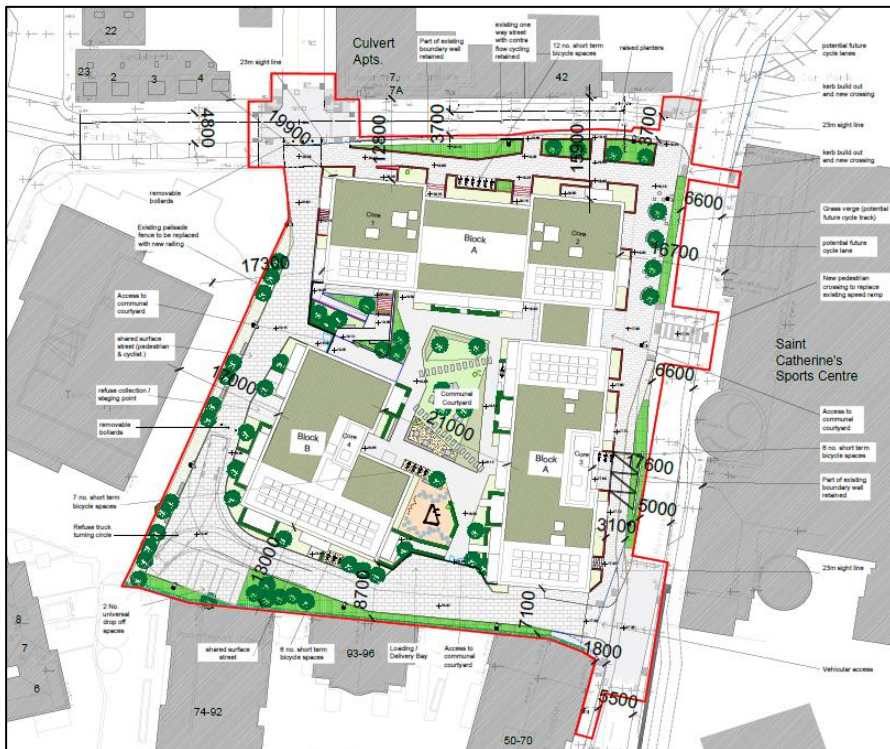 22
23
2
3
4
23m sight line
Culvert
Apts.
Part of existing
boundary wall
retained
7,
7A
existing one
way street
with contra
flow cycling
retained
12 no. short term
bicycle spaces
42
raised planters
potential future
cycle lanes
kerb build out
and new crossing
23m sight line
kerb build out
and new crossing
Grass verge (potential
future cycle track)
potential future
cycle lane
New pedestrian
crossing to replace
existing speed ramp
Saint
Catherine's
Sports Centre
Access to
communal
courtyard
6 no. short term
bicycle spaces
Part of existing
boundary wall
retained
23m sight line
Vehicular access
4800
19900
12800
3700
15900
3700
6600
16700
6600
17300
21000
5000
3100
13000
8700
7100
1800
5500
removable
bollards
Existing palisade
fence to be replaced
with new railing
Access to
communal
courtyard
shared surface
street (pedestrian
& cyclist )
refuse collection /
staging point
removable
bollards
7 no. short term
bicycle spaces
Refuse truck
turning circle
2 No.
universal
drop off
spaces
shared surface
street
6 no. short term
bicycle spaces
Loading /
Delivery Bay
Access to
communal
courtyard
Core
1
Block
A
Core
2
Communal
Courtyard
Block
B
Core
Block
A
Core
3
8
7
6
74-92
93-96
50-70